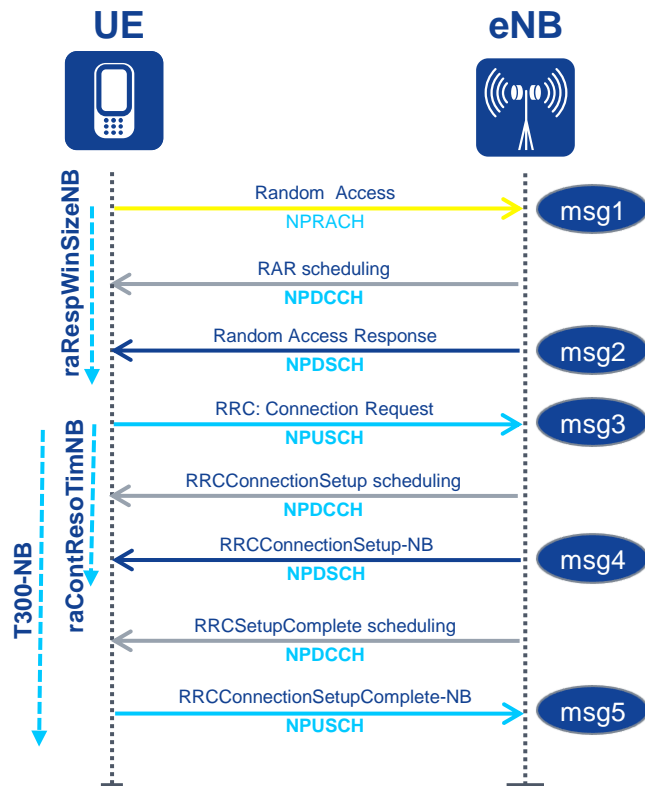 UE
eNB
Random Access
NPRACH
msg1
raRespWinSizeNB
RAR scheduling
NPDCCH
Random Access Response
NPDSCH
msg2
RRC: Connection Request
NPUSCH
msg3
T300-NB
raContResoTimNB
RRCConnectionSetup scheduling
NPDCCH
RRCConnectionSetup-NB
NPDSCH
msg4
RRCSetupComplete scheduling
NPDCCH
RRCConnectionSetupComplete-NB
NPUSCH
msg5